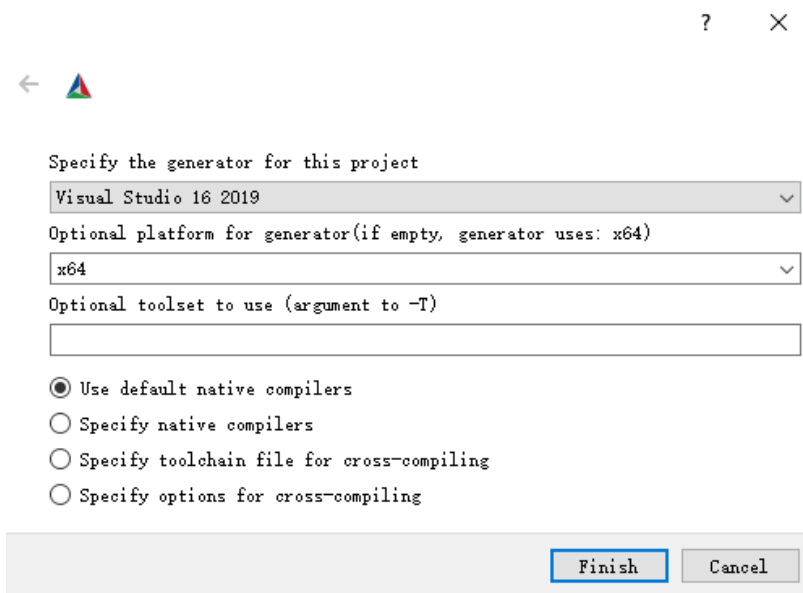 ?
Specify the generator for this project
Visual Studio 16 2019
Optional platform for generator(if empty, generator uses: x64)
x64
Optional toolset to use (argument to -T)
Use default native compilers
Specify native compilers
Specify toolchain file for cross-compiling
Specify options for cross-compiling
Finish Cancel